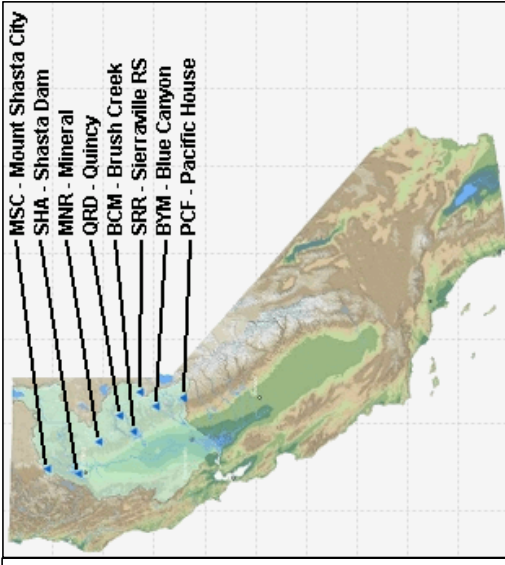 MSC - Mount Shasta City
SHA - Shasta Dam
MNR - Mineral
QRD - Quincy
BCM - Brush Creek
SRR - Sierraville RS
BYM - Blue Canyon
PCF - Pacific House